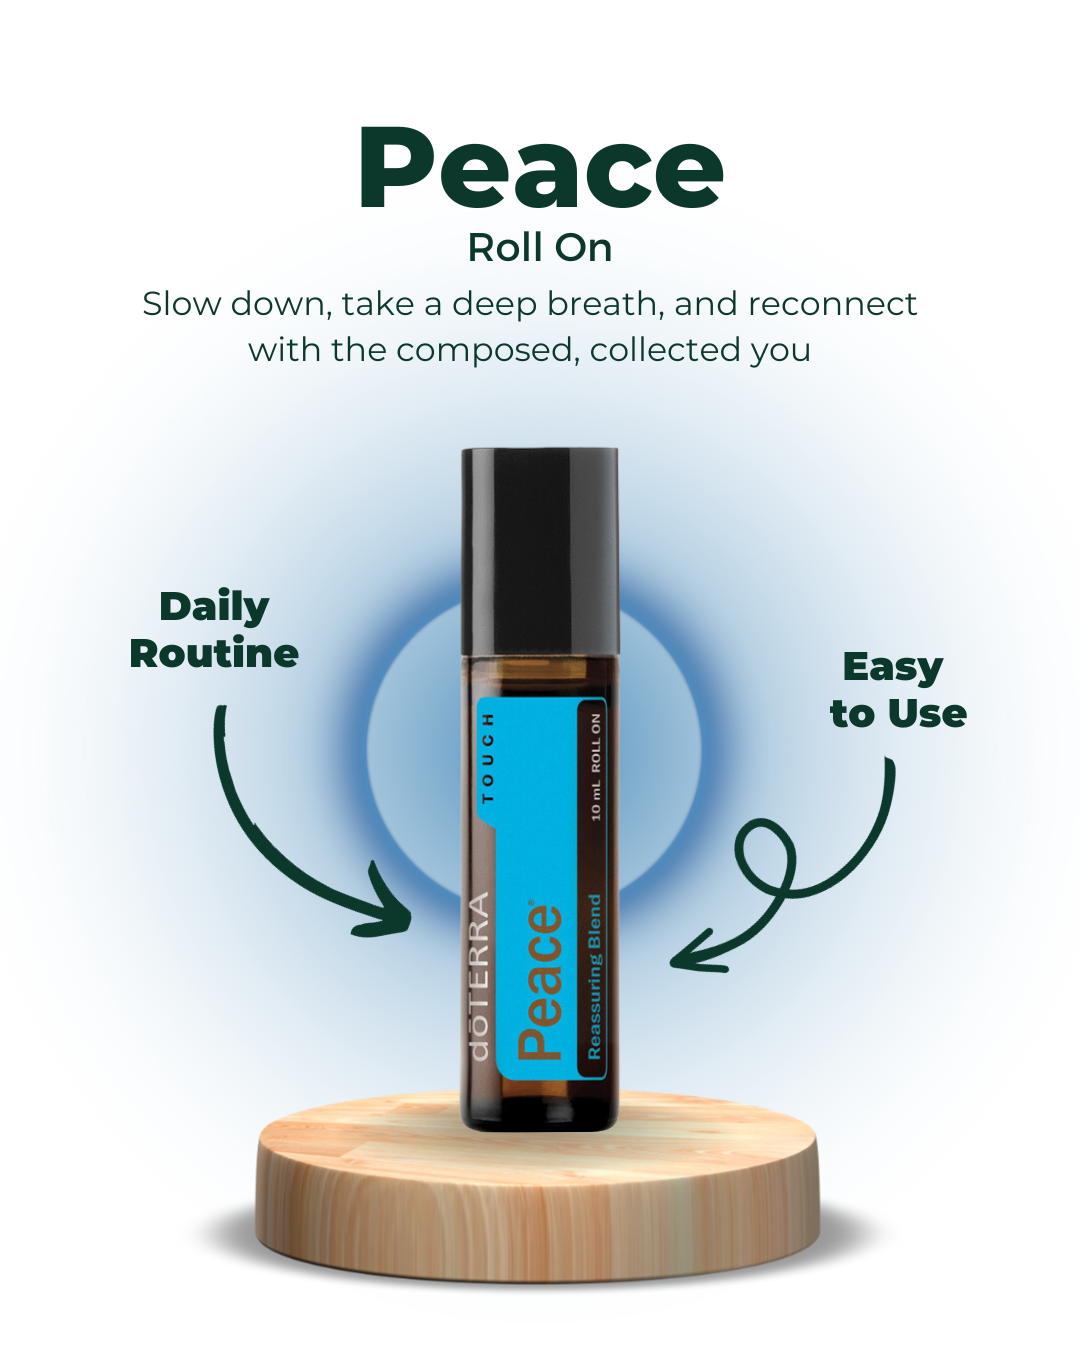 Peace
Roll On
Slow down, take a deep breath, and reconnect
with the composed, collected you
Daily
Routine
Easy
to Use
dōTERRA
TOUCH
Peace®
Reassuring Blend
10 mL ROLL ON